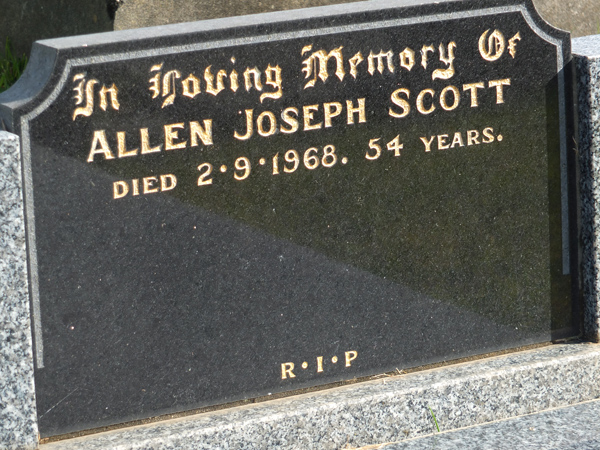 In Loving Memory Of
ALLEN JOSEPH SCOTT
DIED 2·9·1968. 54 YEARS.
R·I·P